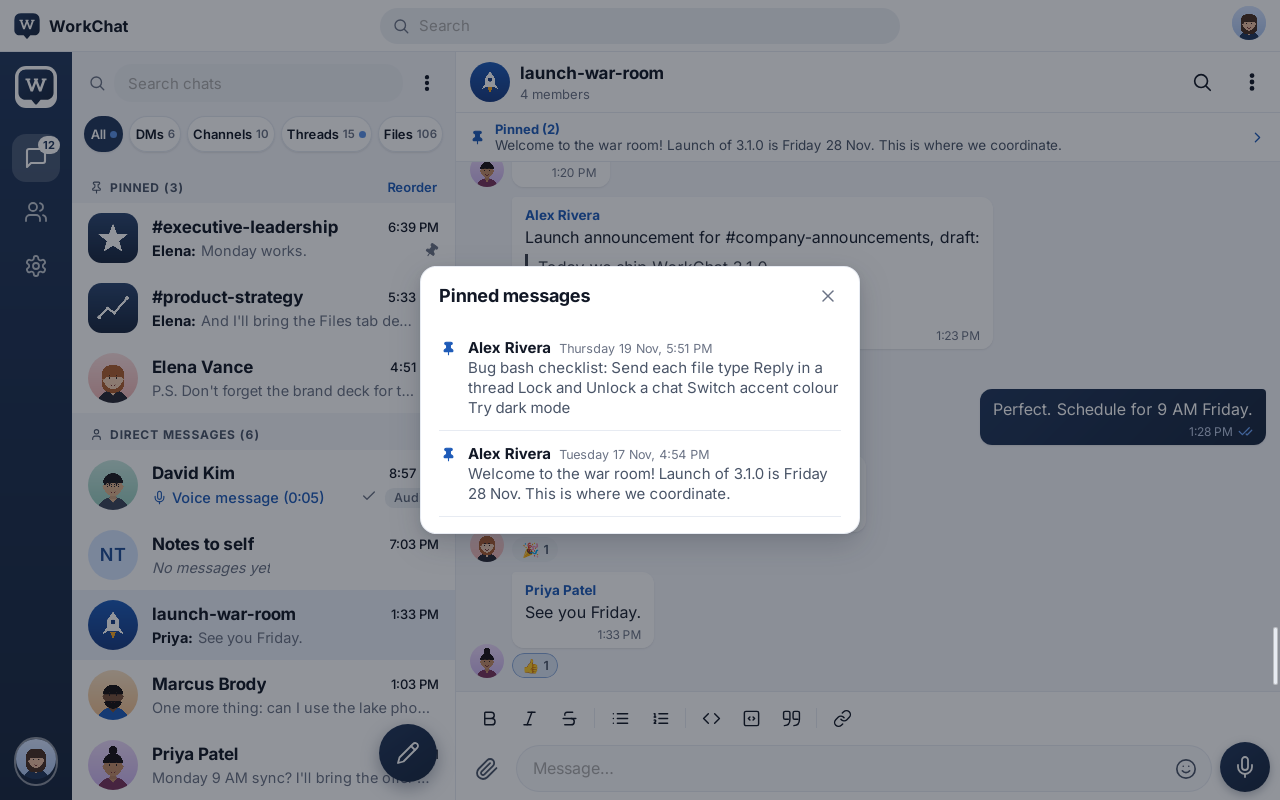 WorkChat
Search
W
12
Search chats
All
DMs 6
Channels 10
Threads 15
Files 106
PINNED (3)
Reorder
#executive-leadership
6:39 PM
Elena: Monday works.
#product-strategy
5:33
Elena: And I'll bring the Files tab de...
Elena Vance
4:51
P.S. Don't forget the brand deck for t...
DIRECT MESSAGES (6)
David Kim
8:57
Voice message (0:05)
NT
Notes to self
7:03 PM
No messages yet
launch-war-room
1:33 PM
Priya: See you Friday.
Marcus Brody
1:03 PM
One more thing: can I use the lake pho...
Priya Patel
Monday 9 AM sync? I'll bring the
launch-war-room
4 members
Pinned (2)
Welcome to the war room! Launch of 3.1.0 is Friday 28 Nov. This is where we coordinate.
1:20 PM
Alex Rivera
Launch announcement for #company-announcements, draft:
Today we ship WorkChat 3.1.0
1:23 PM
Perfect. Schedule for 9 AM Friday.
1:28 PM
Pinned messages
Alex Rivera Thursday 19 Nov, 5:51 PM
Bug bash checklist: Send each file type Reply in a
thread Lock and Unlock a chat Switch accent colour
Try dark mode
Alex Rivera Tuesday 17 Nov, 4:54 PM
Welcome to the war room! Launch of 3.1.0 is Friday
28 Nov. This is where we coordinate.
🎉 1
Priya Patel
See you Friday.
1:33 PM
👍 1
Message...